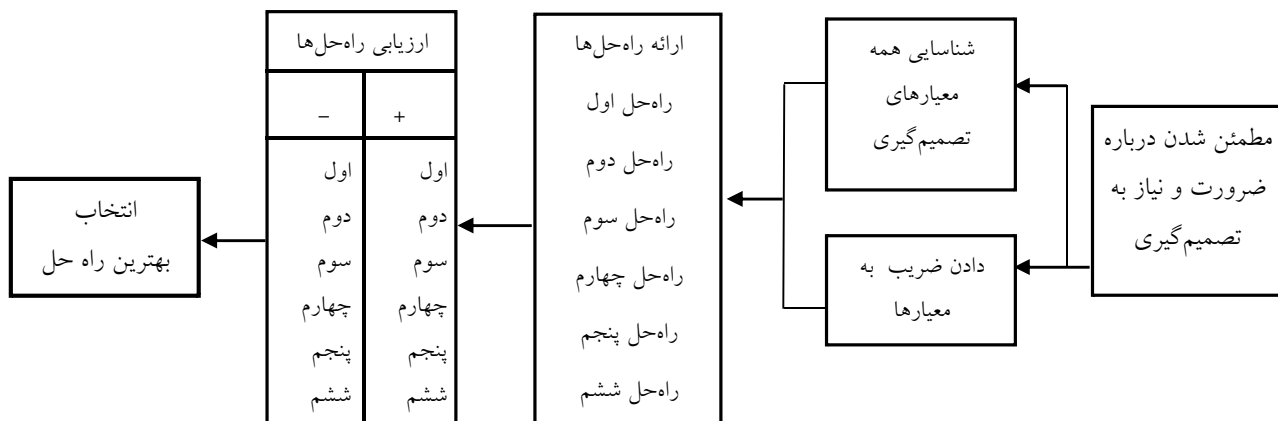 مطمئن شدن درباره
ضرورت و نیاز به
تصمیم‌گیری
شناسایی همه
معیارهای
تصمیم‌گیری
دادن ضریب به
معیارها
ارائه راه‌حل‌ها
راه‌حل اول
راه‌حل دوم
راه‌حل سوم
راه‌حل چهارم
راه‌حل پنجم
راه‌حل ششم
ارزیابی راه‌حل‌ها
+ –
اول اول
دوم دوم
سوم سوم
چهارم چهارم
پنجم پنجم
ششم ششم
انتخاب
بهترین راه حل